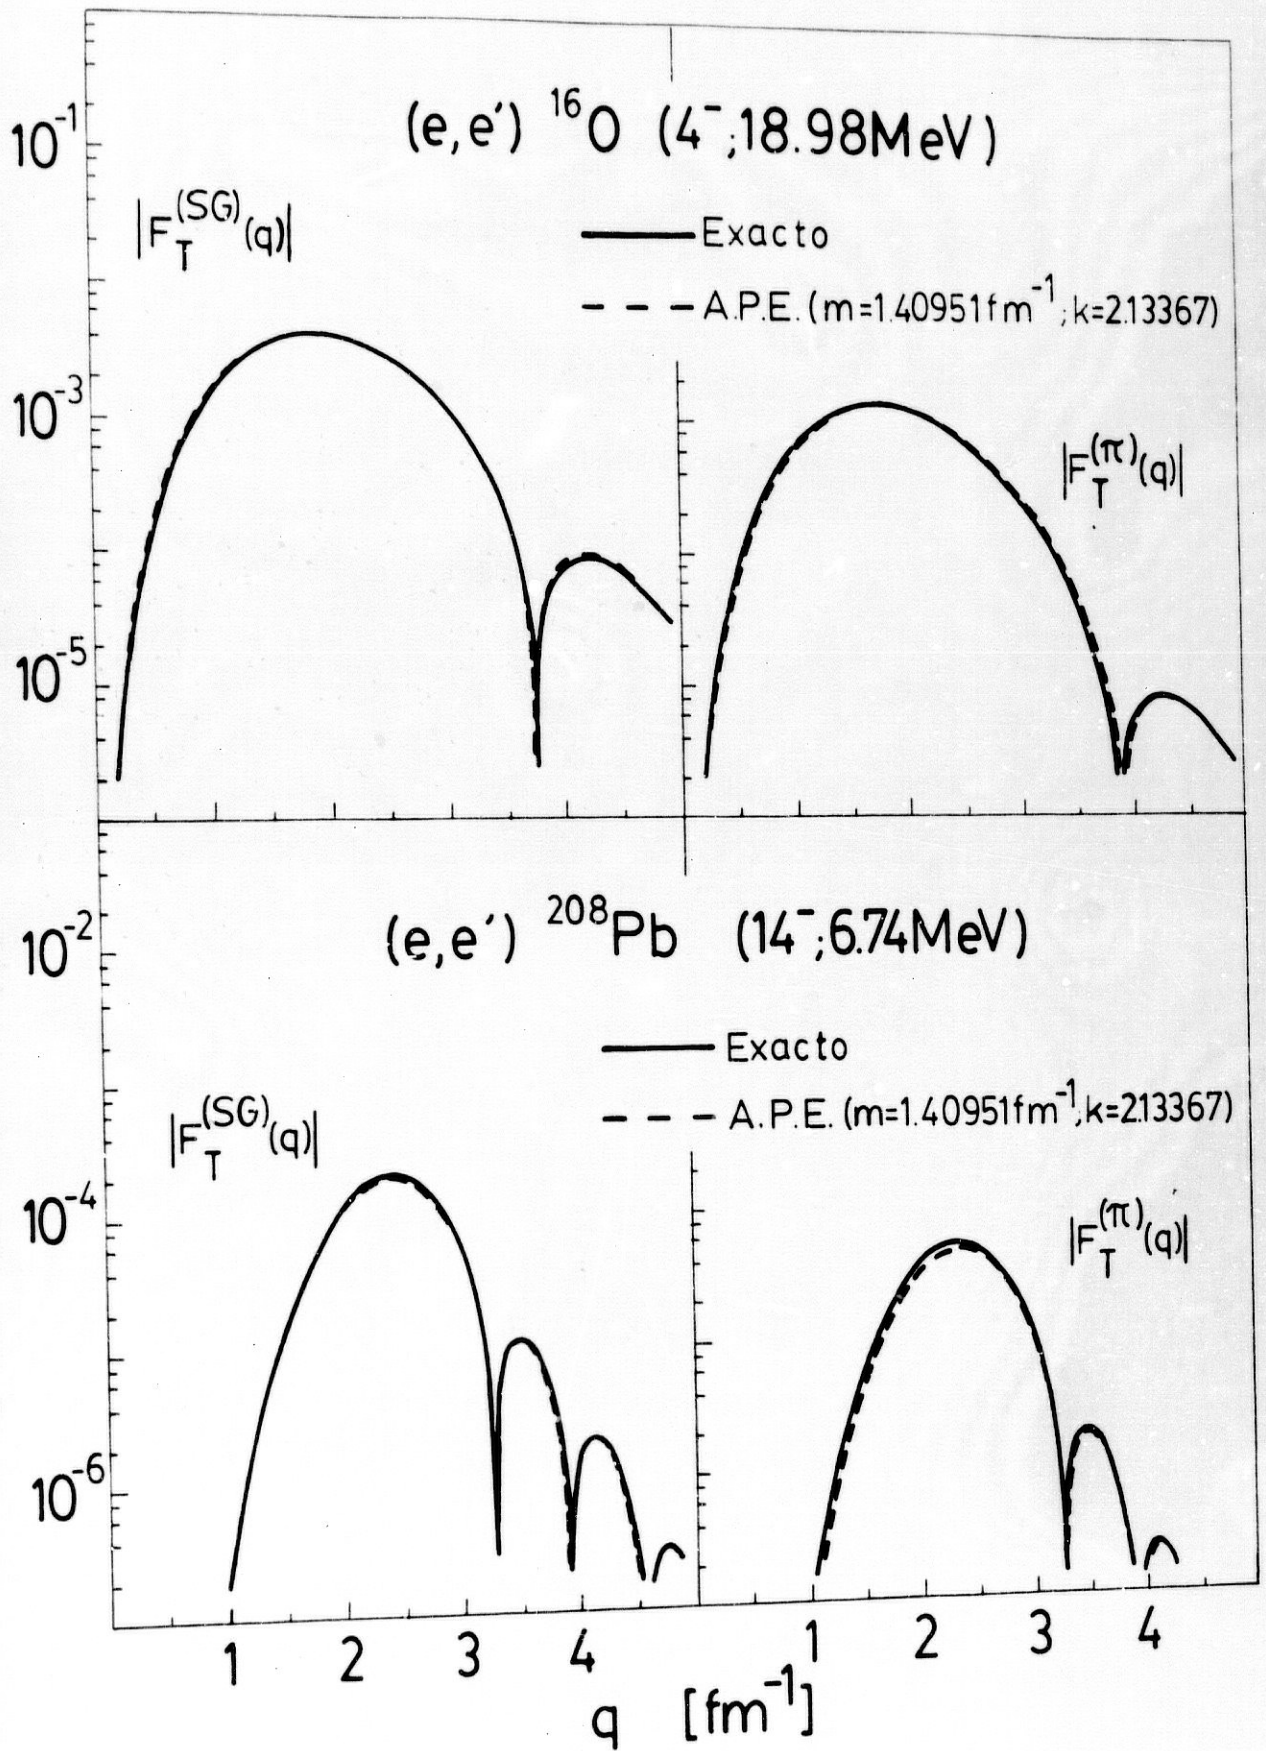 (e,e′) ¹⁶O (4⁻;18.98MeV)
10⁻¹
|F_T^(SG)(q)|
Exacto
A.P.E. (m=1.40951fm⁻¹; k=2.13367)
10⁻³
|F_T^(π)(q)|
10⁻⁵
(e,e′) ²⁰⁸Pb (14⁻;6.74MeV)
10⁻²
Exacto
A.P.E. (m=1.40951fm⁻¹; k=2.13367)
|F_T^(SG)(q)|
10⁻⁴
|F_T^(π)(q)|
10⁻⁶
1 2 3 4 1 2 3 4
q [fm⁻¹]